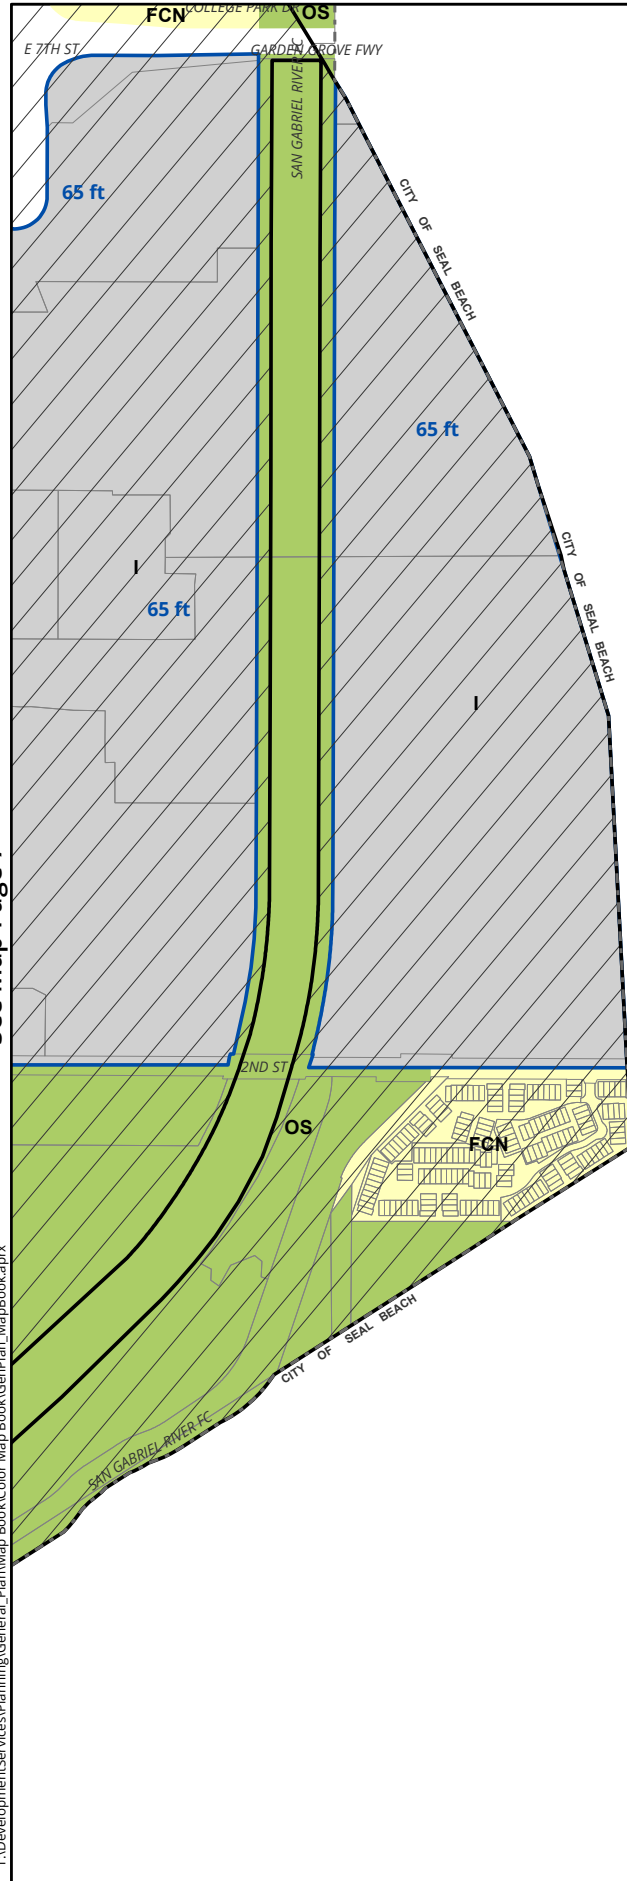 COLLEGE PARK DR
FCN
OS
E 7TH ST
GARDEN GROVE FWY
SAN GABRIEL RIVER FC
65 ft
CITY OF SEAL BEACH
65 ft
CITY OF SEAL BEACH
I
65 ft
I
2ND ST
OS
FCN
CITY OF SEAL BEACH
SAN GABRIEL RIVER FC